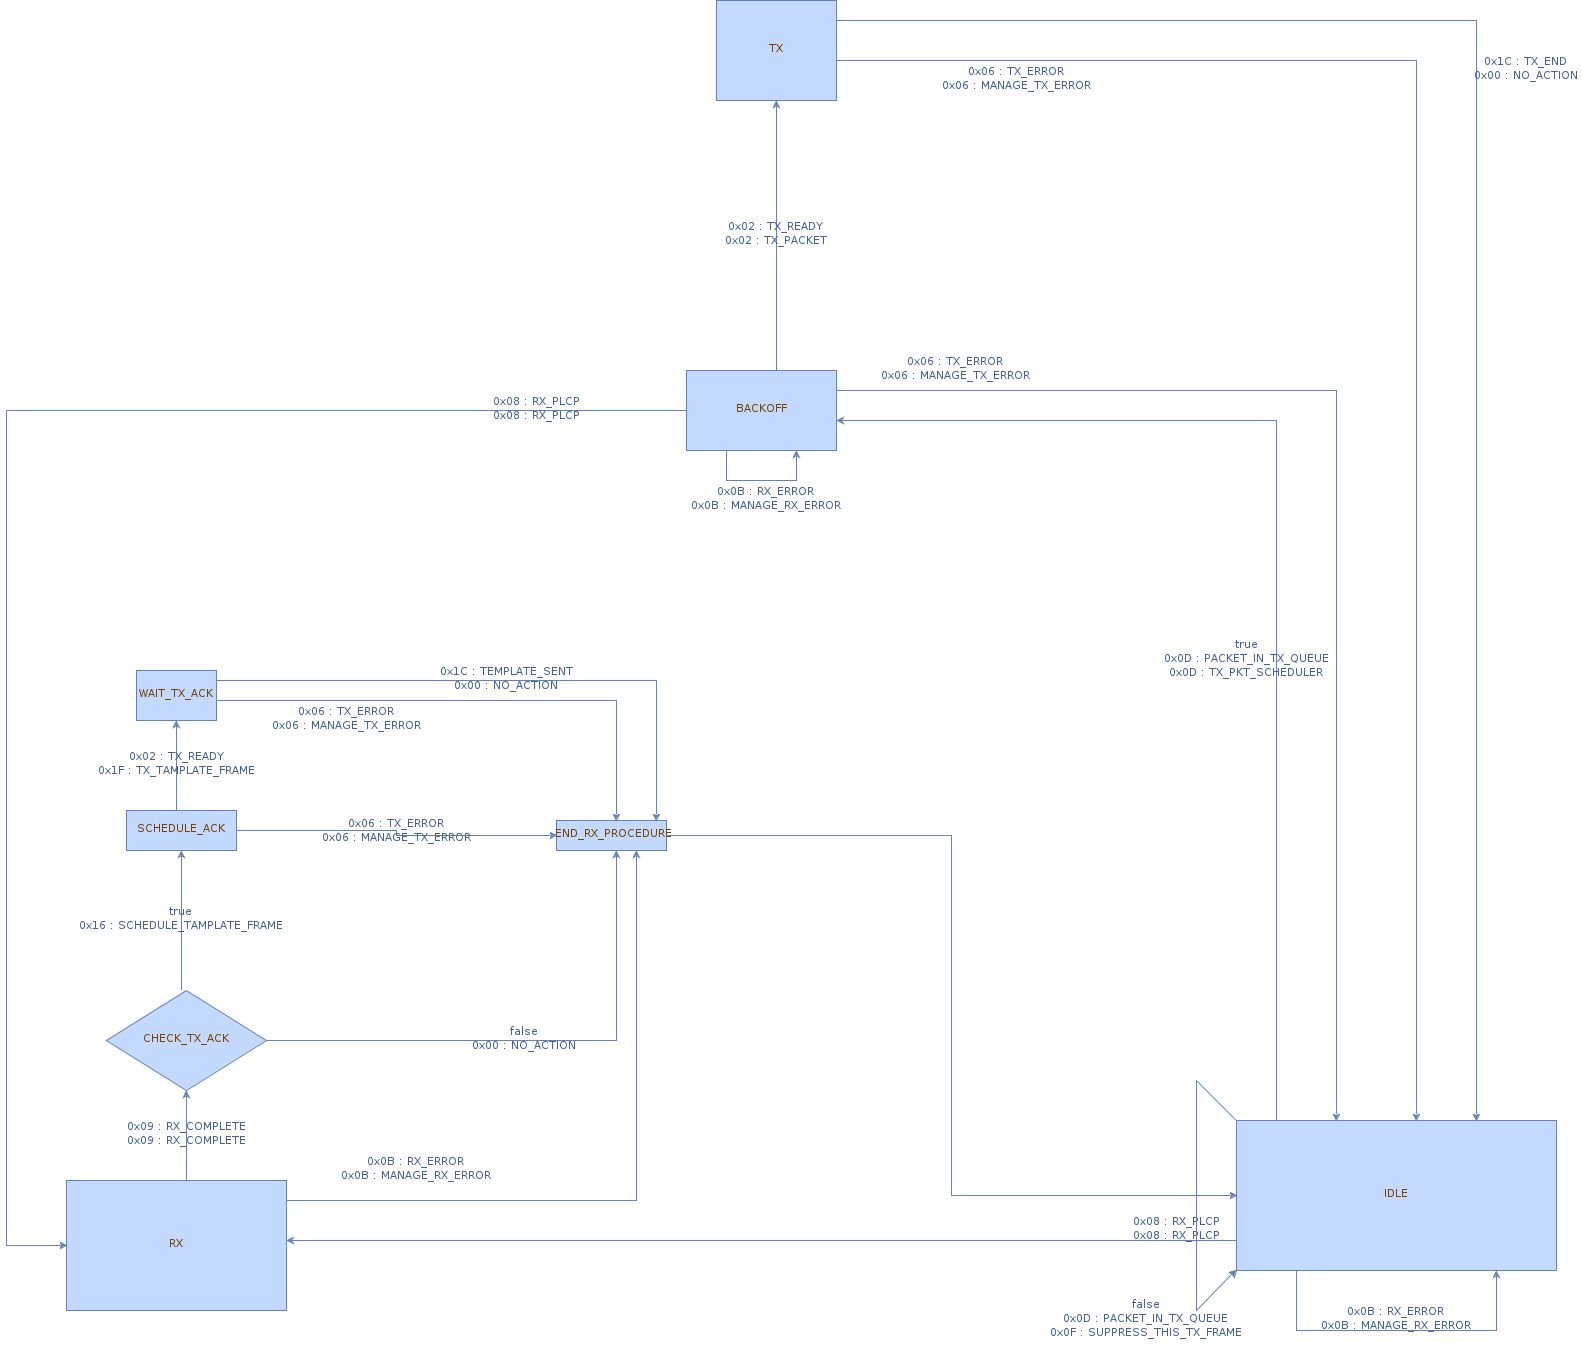 TX
0x1C : TX_END
0x00 : NO_ACTION
0x06 : TX_ERROR
0x06 : MANAGE_TX_ERROR
0x02 : TX_READY
0x02 : TX_PACKET
0x06 : TX_ERROR
0x06 : MANAGE_TX_ERROR
0x08 : RX_PLCP
0x08 : RX_PLCP
BACKOFF
0x0B : RX_ERROR
0x0B : MANAGE_RX_ERROR
true
0x0D : PACKET_IN_TX_QUEUE
0x0D : TX_PKT_SCHEDULER
0x1C : TEMPLATE_SENT
0x00 : NO_ACTION
WAIT_TX_ACK
0x06 : TX_ERROR
0x06 : MANAGE_TX_ERROR
0x02 : TX_READY
0x1F : TX_TAMPLATE_FRAME
SCHEDULE_ACK
0x06 : TX_ERROR
0x06 : MANAGE_TX_ERROR
END_RX_PROCEDURE
true
0x16 : SCHEDULE_TAMPLATE_FRAME
CHECK_TX_ACK
false
0x00 : NO_ACTION
0x09 : RX_COMPLETE
0x09 : RX_COMPLETE
0x0B : RX_ERROR
0x0B : MANAGE_RX_ERROR
IDLE
0x08 : RX_PLCP
0x08 : RX_PLCP
RX
false
0x0D : PACKET_IN_TX_QUEUE
0x0F : SUPPRESS_THIS_TX_FRAME
0x0B : RX_ERROR
0x0B : MANAGE_RX_ERROR